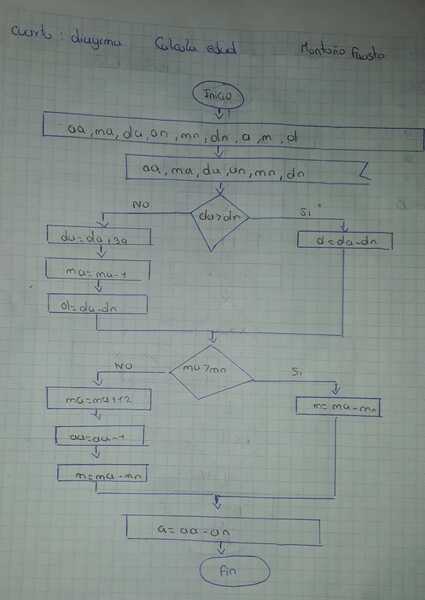 Cuarto : diagrama Calcula edad Montaño Fausto
Inicio
aa, ma, da, an, mn, dn, a, m, d
aa, ma, da, an, mn, dn
NO da>dn Si
da=da+30 d=da-dn
ma=ma-1
d=da-dn
NO ma>mn Si
ma=ma+12 m=ma-mn
aa=aa-1
m=ma-mn
a=aa-an
Fin